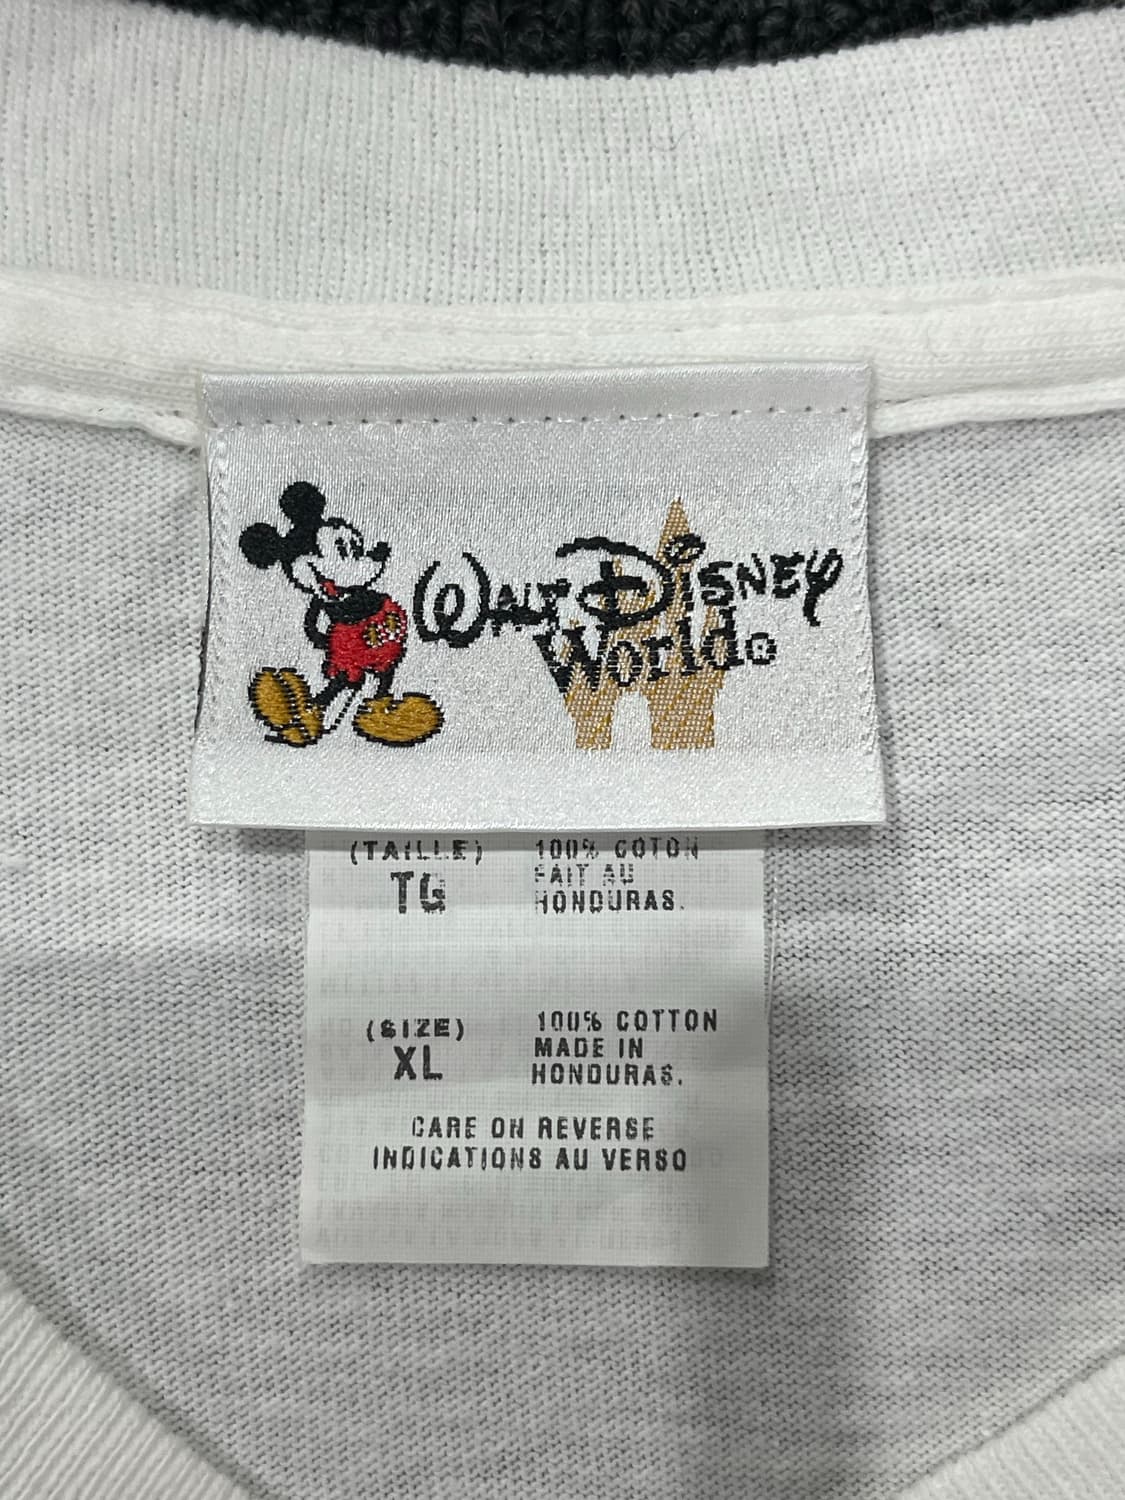 WALT DISNEY
World®
(TAILLE)
TG
100% COTON
FAIT AU
HONDURAS.
(SIZE)
XL
100% COTTON
MADE IN
HONDURAS.
CARE ON REVERSE
INDICATIONS AU VERSO